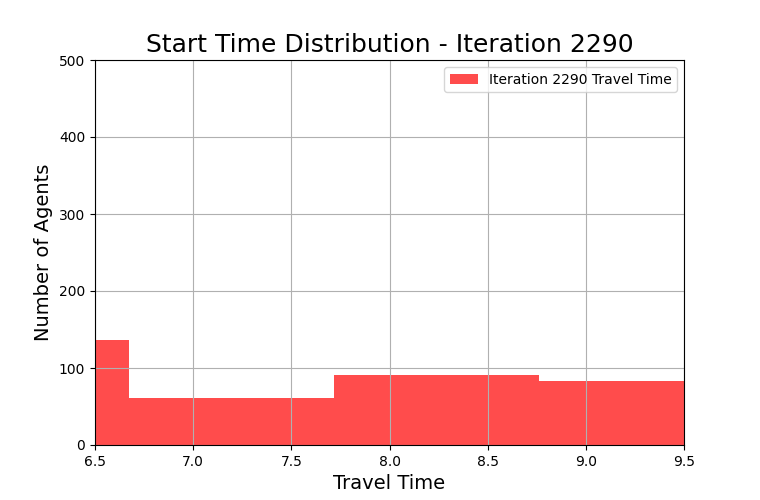 Start Time Distribution - Iteration 2290
Iteration 2290 Travel Time
Number of Agents
500
400
300
200
100
0
6.5 7.0 7.5 8.0 8.5 9.0 9.5
Travel Time